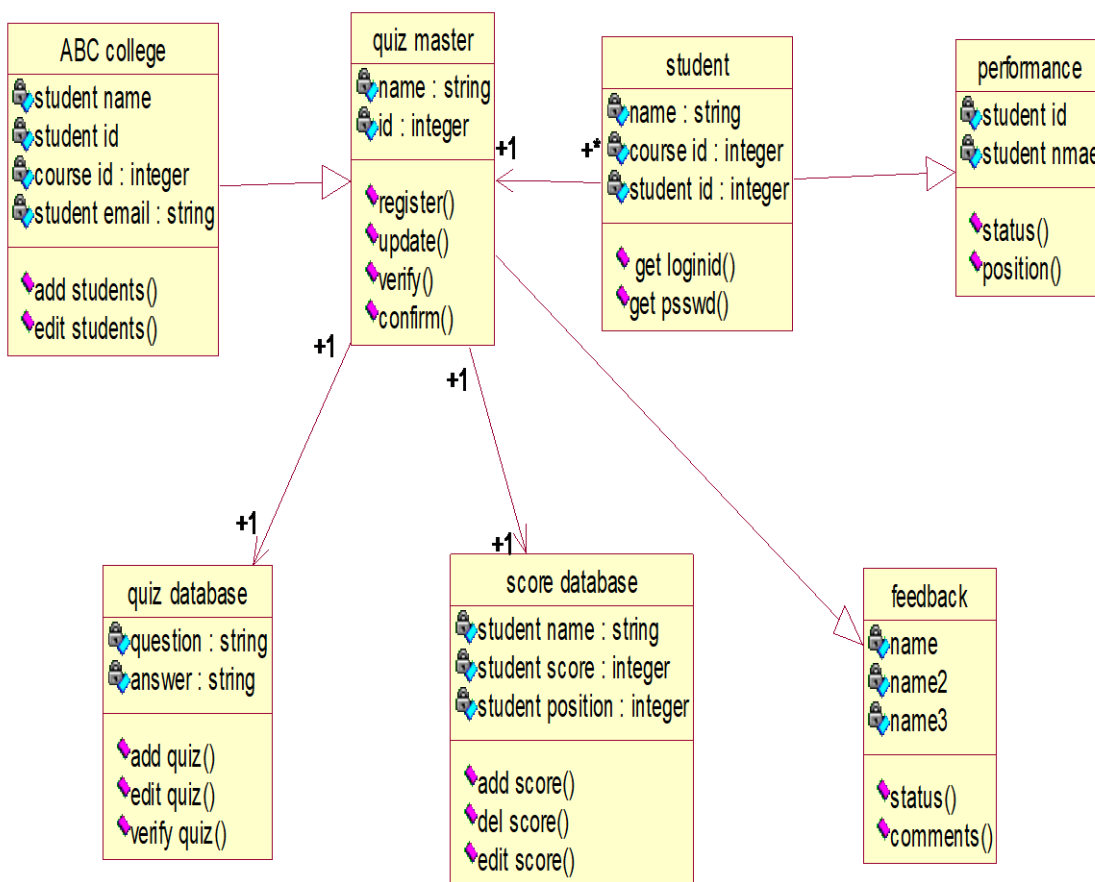 ABC college
student name
student id
course id : integer
student email : string
add students()
edit students()
quiz master
name : string
id : integer
register()
update()
verify()
confirm()
student
name : string
course id : integer
student id : integer
get loginid()
get psswd()
performance
student id
student nmae
status()
position()
+1
+*
+1
+1
+1
+1
quiz database
question : string
answer : string
add quiz()
edit quiz()
verify quiz()
score database
student name : string
student score : integer
student position : integer
add score()
del score()
edit score()
feedback
name
name2
name3
status()
comments()